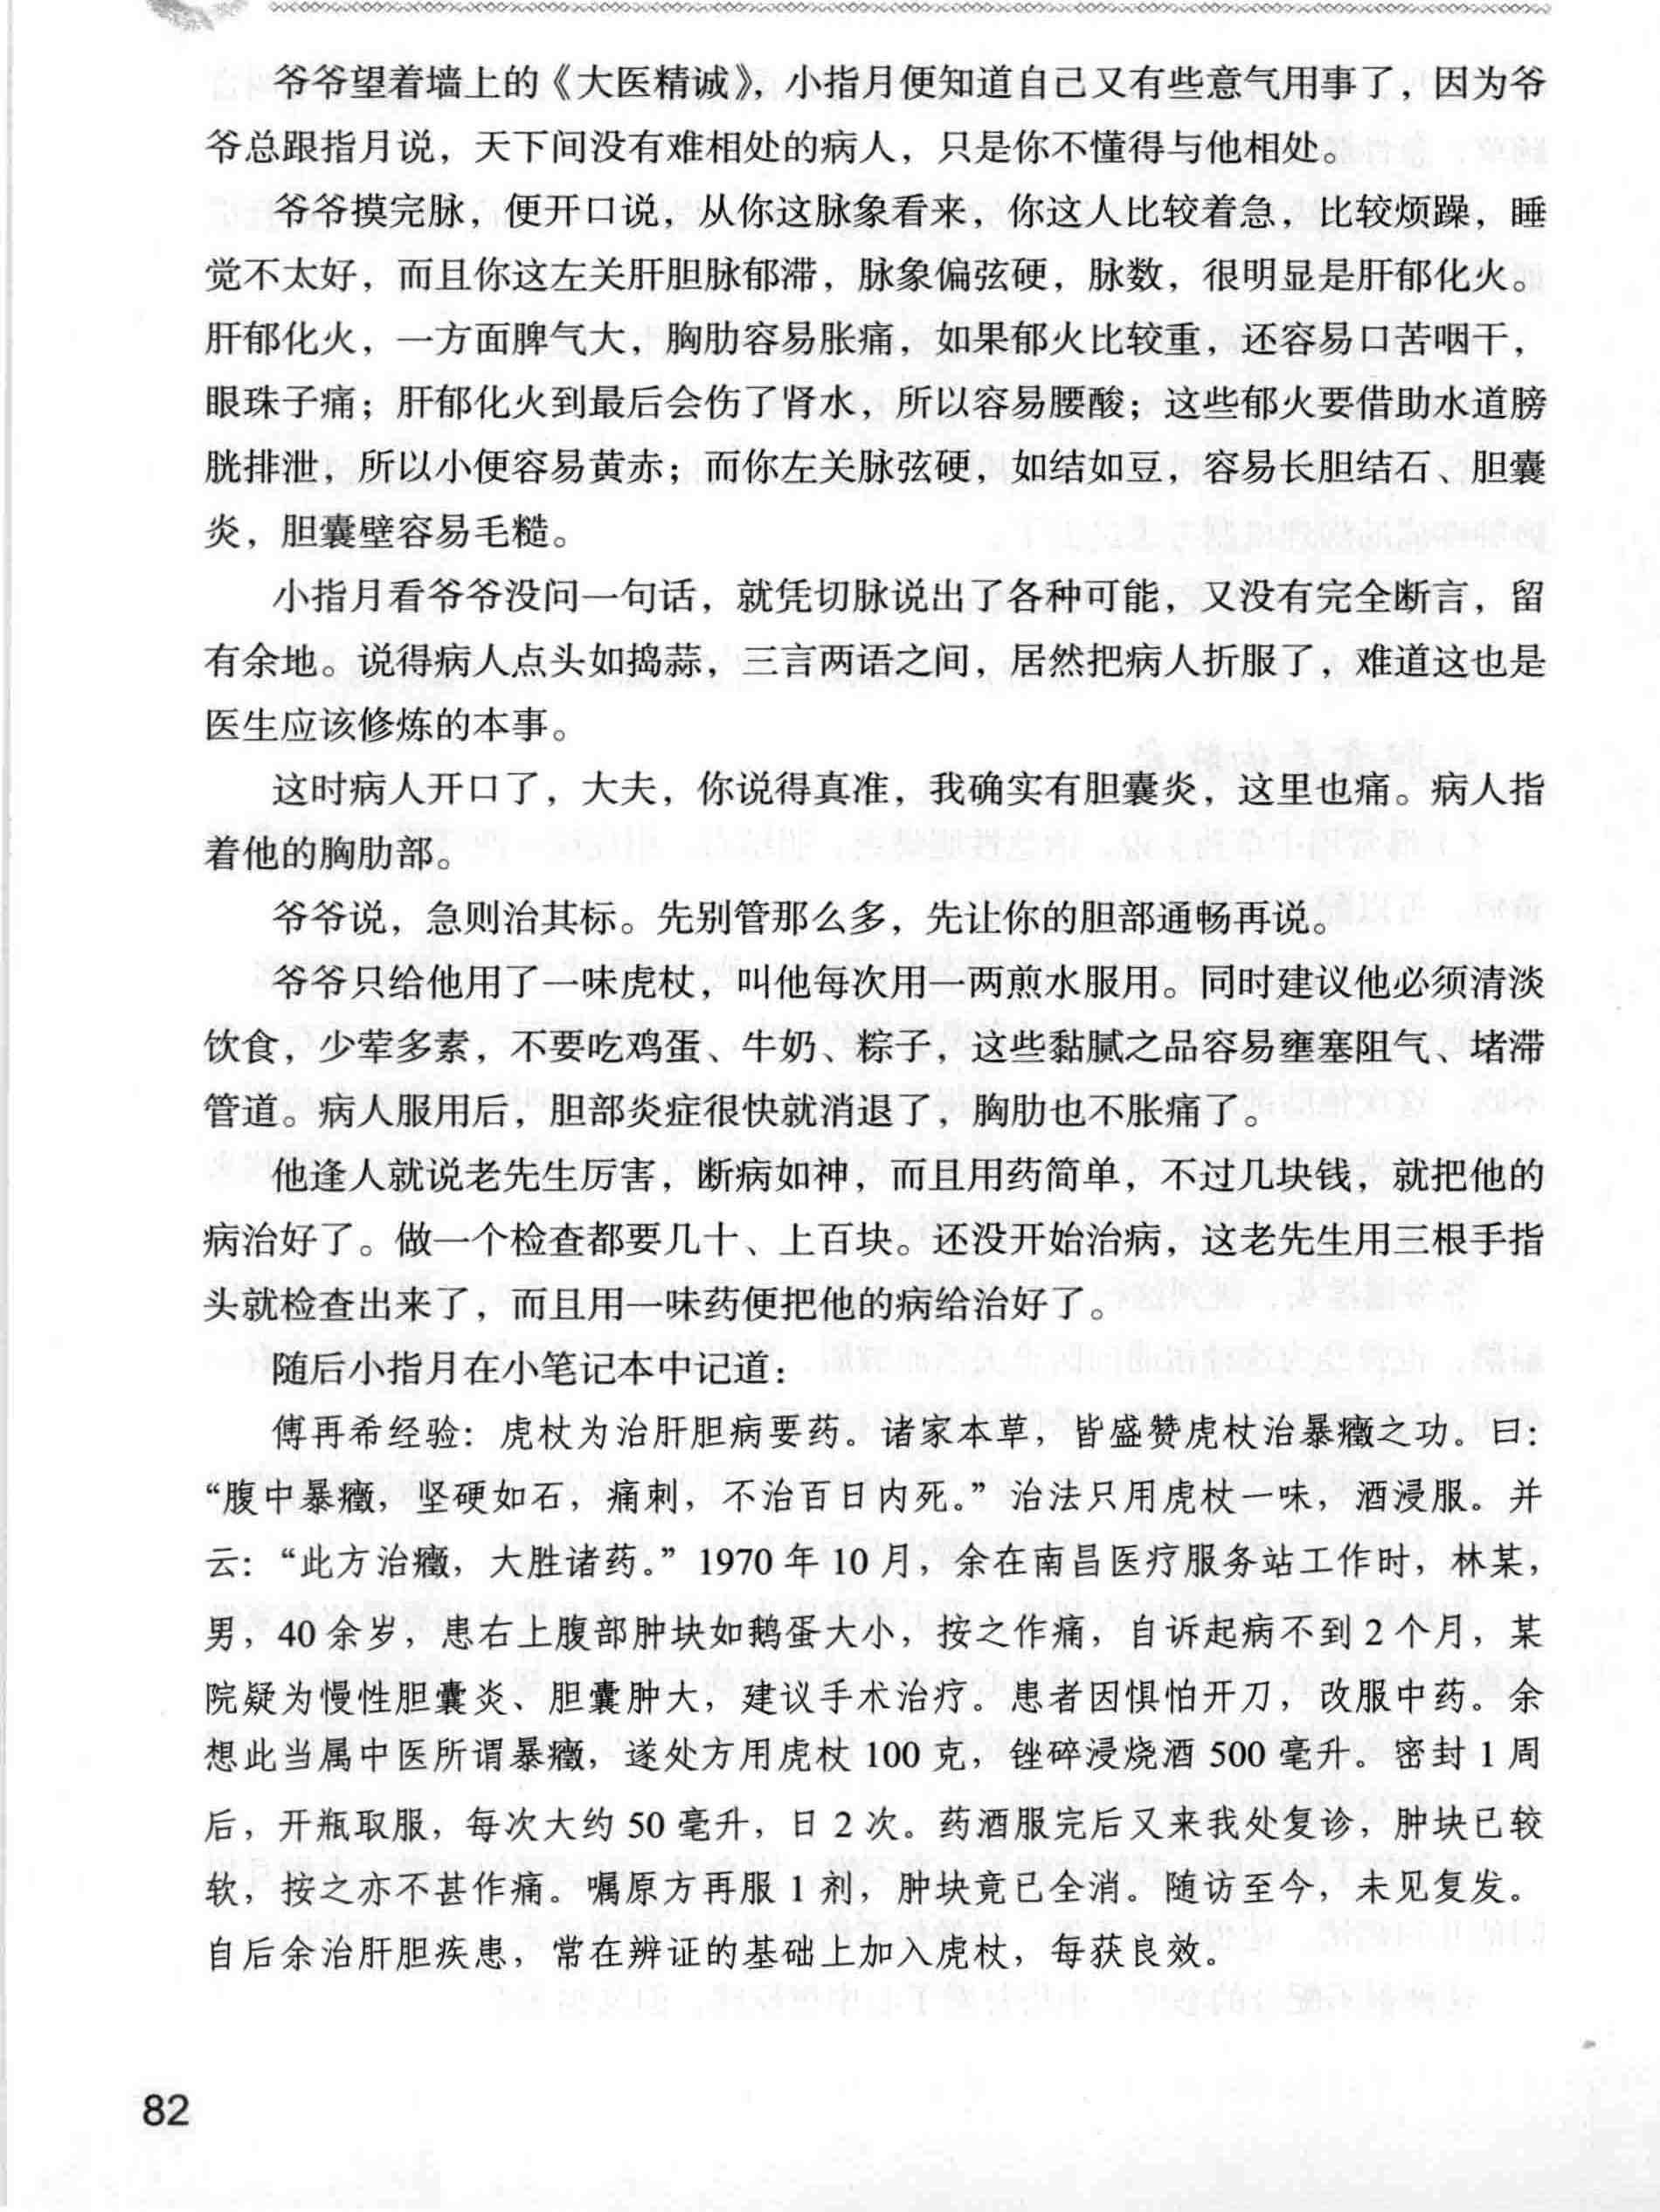 爷爷望着墙上的《大医精诚》，小指月便知道自己又有些意气用事了，因为爷
爷总跟指月说，天下间没有难相处的病人，只是你不懂得与他相处。
爷爷摸完脉，便开口说，从你这脉象看来，你这人比较着急，比较烦躁，睡
觉不太好，而且你这左关肝胆脉郁滞，脉象偏弦硬，脉数，很明显是肝郁化火。
肝郁化火，一方面脾气大，胸肋容易胀痛，如果郁火比较重，还容易口苦咽干，
眼珠子痛；肝郁化火到最后会伤了肾水，所以容易腰酸；这些郁火要借助水道膀
胱排泄，所以小便容易黄赤；而你左关脉弦硬，如结如豆，容易长胆结石、胆囊
炎，胆囊壁容易毛糙。
小指月看爷爷没问一句话，就凭切脉说出了各种可能，又没有完全断言，留
有余地。说得病人点头如捣蒜，三言两语之间，居然把病人折服了，难道这也是
医生应该修炼的本事。
这时病人开口了，大夫，你说得真准，我确实有胆囊炎，这里也痛。病人指
着他的胸肋部。
爷爷说，急则治其标。先别管那么多，先让你的胆部通畅再说。
爷爷只给他用了一味虎杖，叫他每次用一两煎水服用。同时建议他必须清淡
饮食，少荤多素，不要吃鸡蛋、牛奶、粽子，这些黏腻之品容易壅塞阻气、堵滞
管道。病人服用后，胆部炎症很快就消退了，胸肋也不胀痛了。
他逢人就说老先生厉害，断病如神，而且用药简单，不过几块钱，就把他的
病治好了。做一个检查都要几十、上百块。还没开始治病，这老先生用三根手指
头就检查出来了，而且用一味药便把他的病给治好了。
随后小指月在小笔记本中记道：
傅再希经验：虎杖为治肝胆病要药。诸家本草，皆盛赞虎杖治暴癥之功。曰：
“腹中暴癥，坚硬如石，痛刺，不治百日内死。”治法只用虎杖一味，酒浸服。并
云：“此方治癥，大胜诸药。”1970 年 10 月，余在南昌医疗服务站工作时，林某，
男，40 余岁，患右上腹部肿块如鹅蛋大小，按之作痛，自诉起病不到 2 个月，某
院疑为慢性胆囊炎、胆囊肿大，建议手术治疗。患者因惧怕开刀，改服中药。余
想此当属中医所谓暴癥，遂处方用虎杖 100 克，锉碎浸烧酒 500 毫升。密封 1 周
后，开瓶取服，每次大约 50 毫升，日 2 次。药酒服完后又来我处复诊，肿块已较
软，按之亦不甚作痛。嘱原方再服 1 剂，肿块竟已全消。随访至今，未见复发。
自后余治肝胆疾患，常在辨证的基础上加入虎杖，每获良效。
82